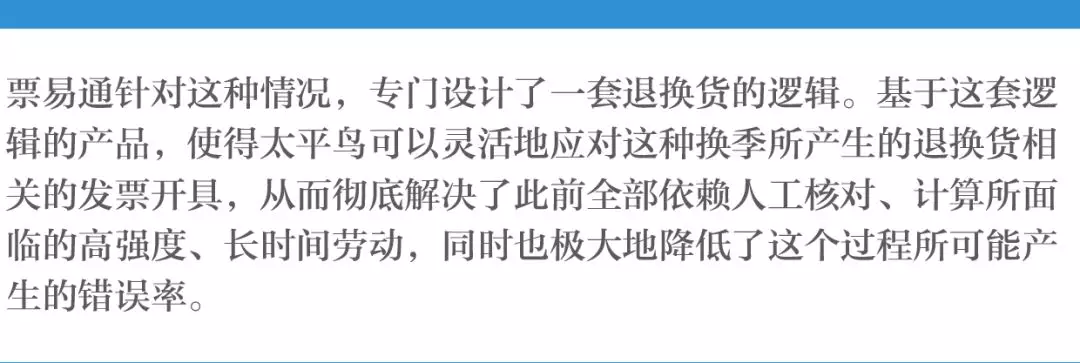 票易通针对这种情况，专门设计了一套退换货的逻辑。基于这套逻
辑的产品，使得太平鸟可以灵活地应对这种换季所产生的退换货相
关的发票开具，从而彻底解决了此前全部依赖人工核对、计算所面
临的高强度、长时间劳动，同时也极大地降低了这个过程所可能产
生的错误率。